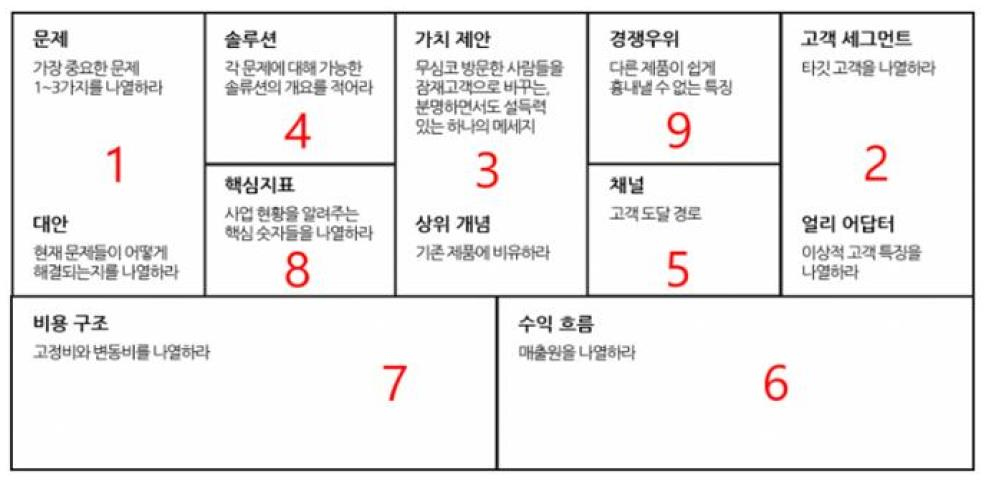 문제
가장 중요한 문제
1~3가지를 나열하라
1
대안
현재 문제들이 어떻게
해결되는지를 나열하라
솔루션
각 문제에 대해 가능한
솔류션의 개요를 적어라
4
핵심지표
사업 현황을 알려주는
핵심 숫자들을 나열하라
8
가치 제안
무심코 방문한 사람들을
잠재고객으로 바꾸는,
분명하면서도 설득력
있는 하나의 메세지
3
상위 개념
기존 제품에 비유하라
경쟁우위
다른 제품이 쉽게
흉내낼 수 없는 특징
9
채널
고객 도달 경로
5
고객 세그먼트
타깃 고객을 나열하라
2
얼리 어답터
이상적 고객 특징을
나열하라
비용 구조
고정비와 변동비를 나열하라
7
수익 흐름
매출원을 나열하라
6